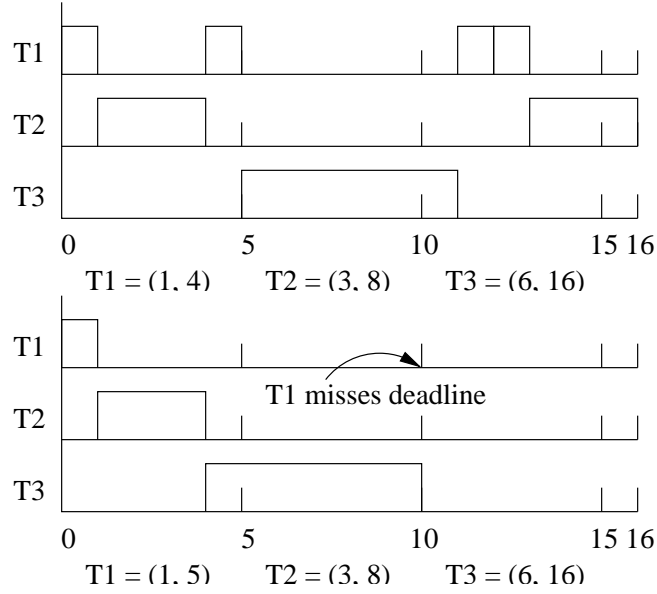 T1
T2
T3
0 5 10 15 16
T1 = (1, 4) T2 = (3, 8) T3 = (6, 16)
T1
T1 misses deadline
T2
T3
0 5 10 15 16
T1 = (1, 5) T2 = (3, 8) T3 = (6, 16)